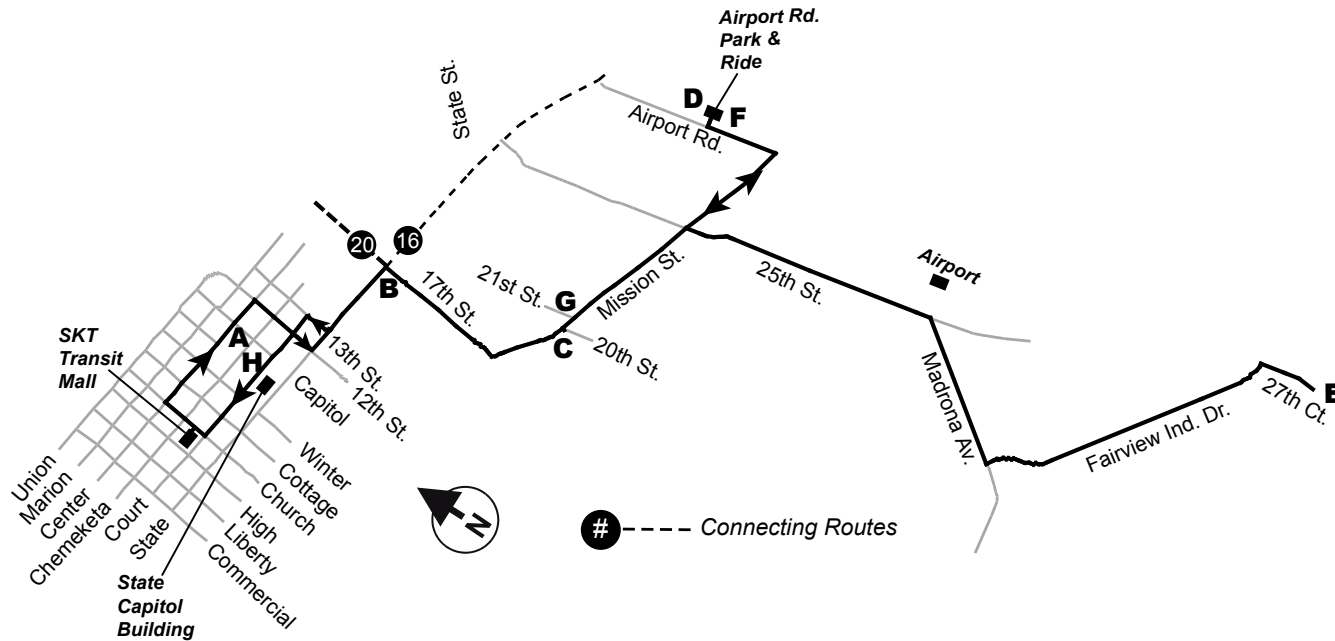 Airport Rd.
Park &
Ride
State St.
D
F
Airport Rd.
20
16
Airport
B
17th St.
21st St.
G
Mission St.
25th St.
C
20th St.
SKT
Transit
Mall
A
H
13th St.
12th St.
Capitol
Madrona Av.
E
27th Ct.
Fairview Ind. Dr.
Union
Marion
Center
Chemeketa
Court
State
Winter
Cottage
Church
High
Liberty
Commercial
N
# Connecting Routes
State
Capitol
Building